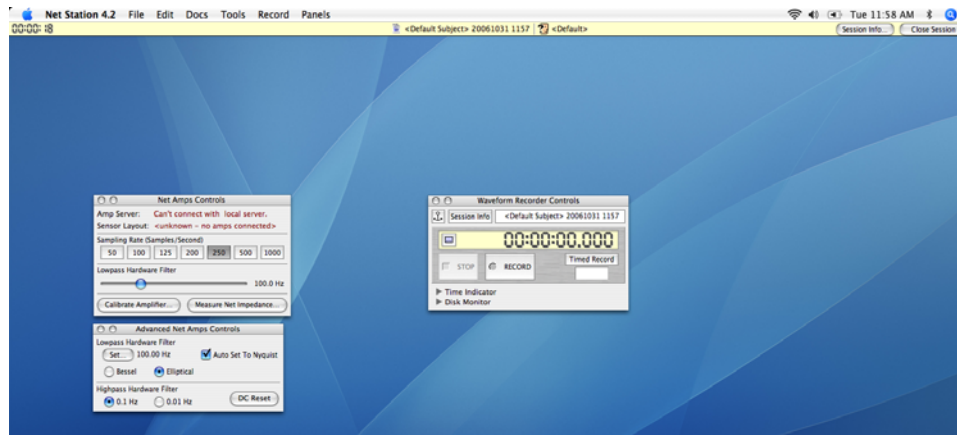 Net Station 4.2 File Edit Docs Tools Record Panels Tue 11:58 AM
00:00:18 <Default Subject> 20061031 1157 <Default> Session Info... Close Session
Net Amps Controls
Amp Server: Can't connect with local server.
Sensor Layout: <unknown - no amps connected>
Sampling Rate (Samples/Second)
50 100 125 200 250 500 1000
Lowpass Hardware Filter
100.0 Hz
Calibrate Amplifier... Measure Net Impedance...
Advanced Net Amps Controls
Lowpass Hardware Filter
Set... 100.00 Hz Auto Set To Nyquist
Bessel Elliptical
Highpass Hardware Filter
0.1 Hz 0.01 Hz DC Reset
Waveform Recorder Controls
Session Info <Default Subject> 20061031 1157
00:00:00.000
Timed Record
STOP RECORD
Time Indicator
Disk Monitor